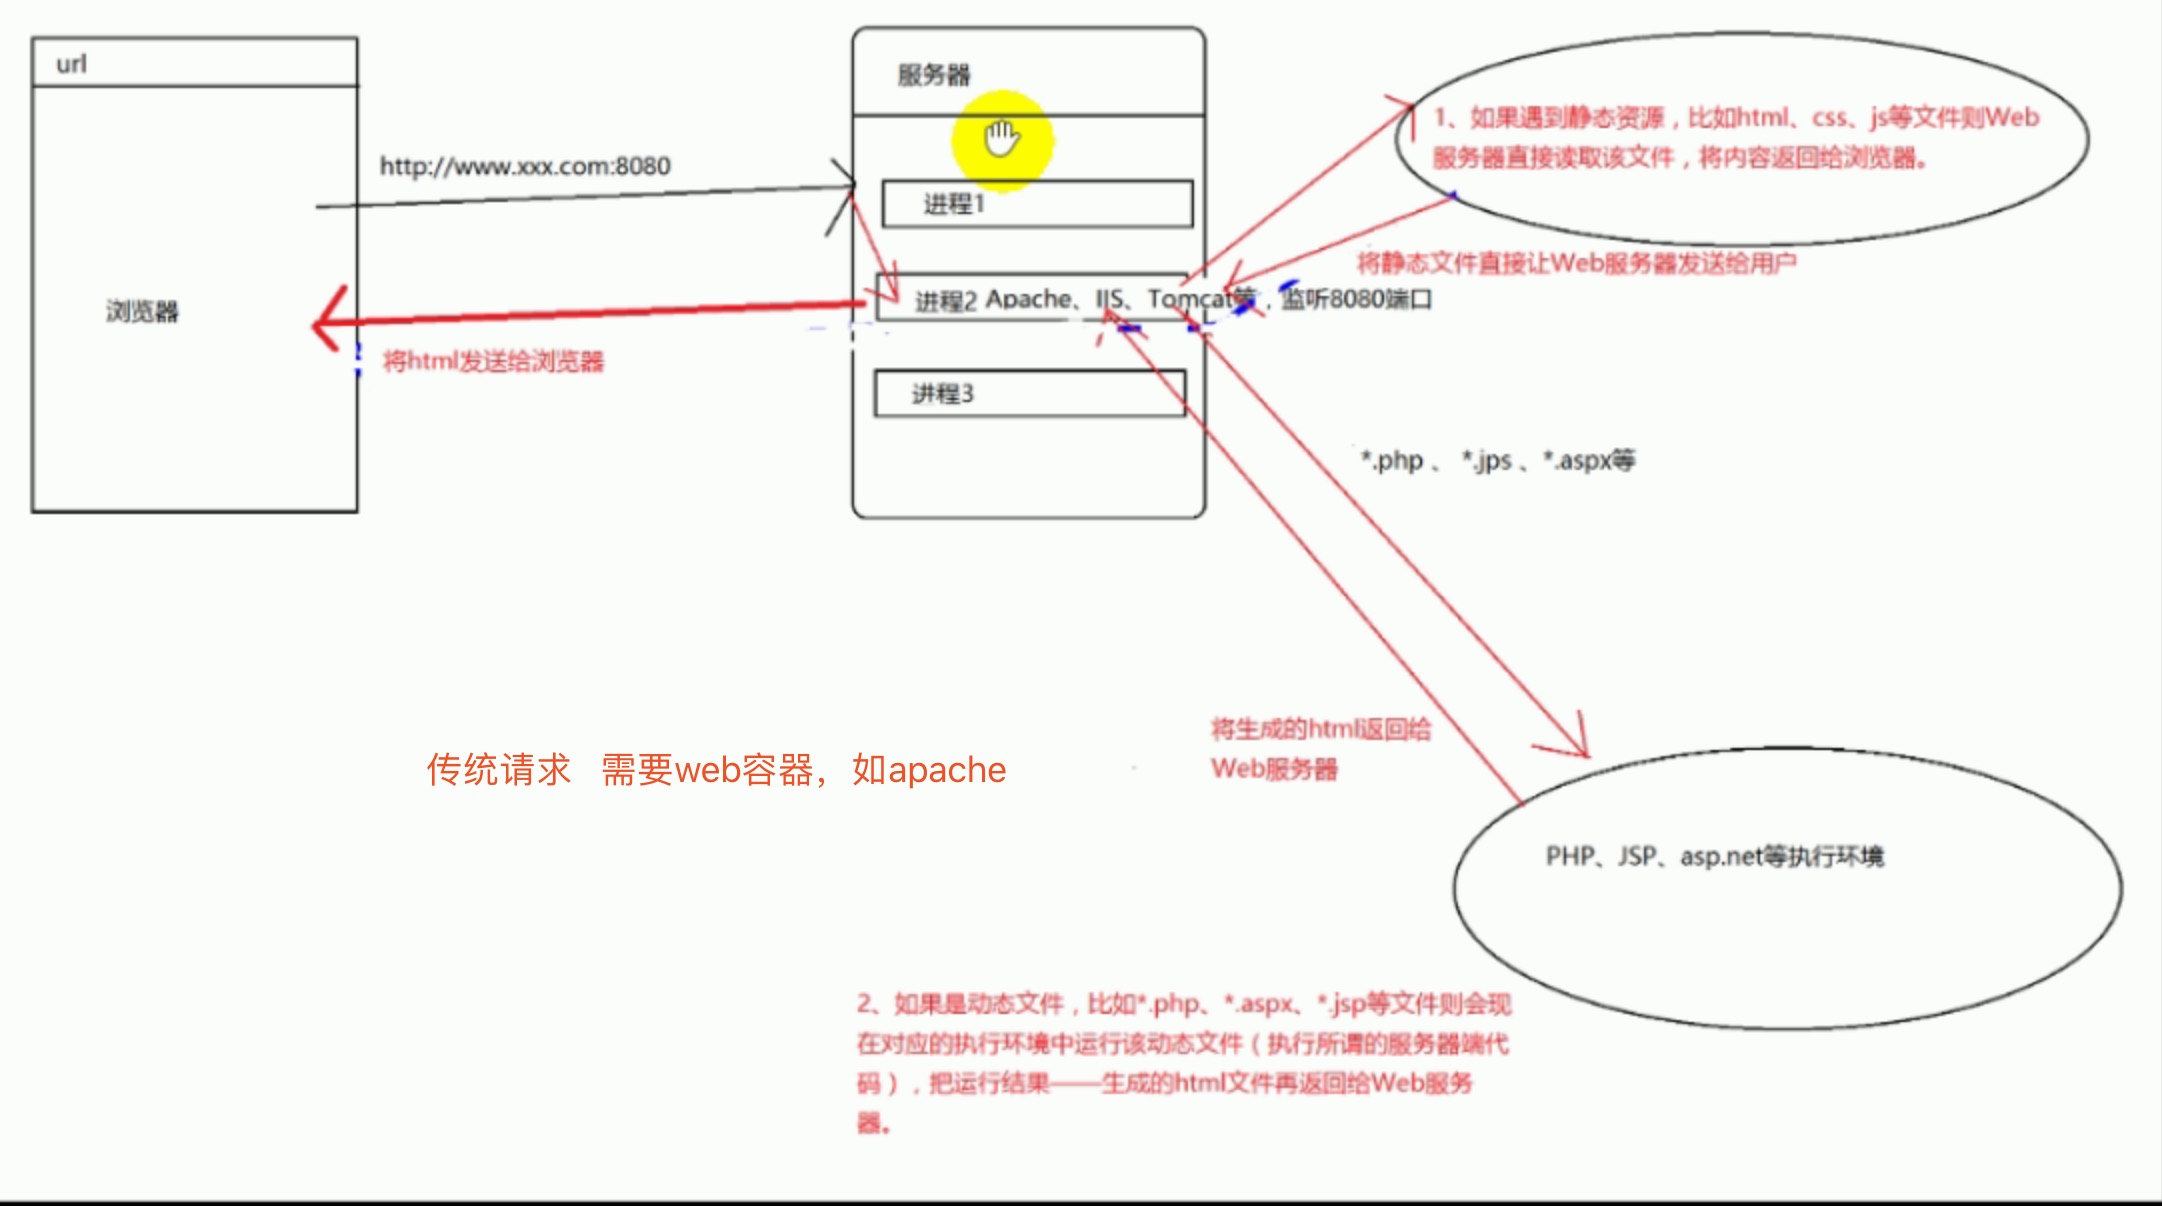 url
服务器
http://www.xxx.com:8080
1、如果遇到静态资源，比如html、css、js等文件则Web
服务器直接读取该文件，将内容返回给浏览器。
进程1
将静态文件直接让Web服务器发送给用户
进程2 Apache、IIS、Tomcat等，监听8080端口
浏览器
将html发送给浏览器
进程3
*.php 、 *.jps 、*.aspx等
将生成的html返回给
Web服务器
传统请求 需要web容器，如apache
PHP、JSP、asp.net等执行环境
2、如果是动态文件，比如*.php、*.aspx、*.jsp等文件则会现
在对应的执行环境中运行该动态文件（执行所谓的服务器端代
码），把运行结果——生成的html文件再返回给Web服务
器。